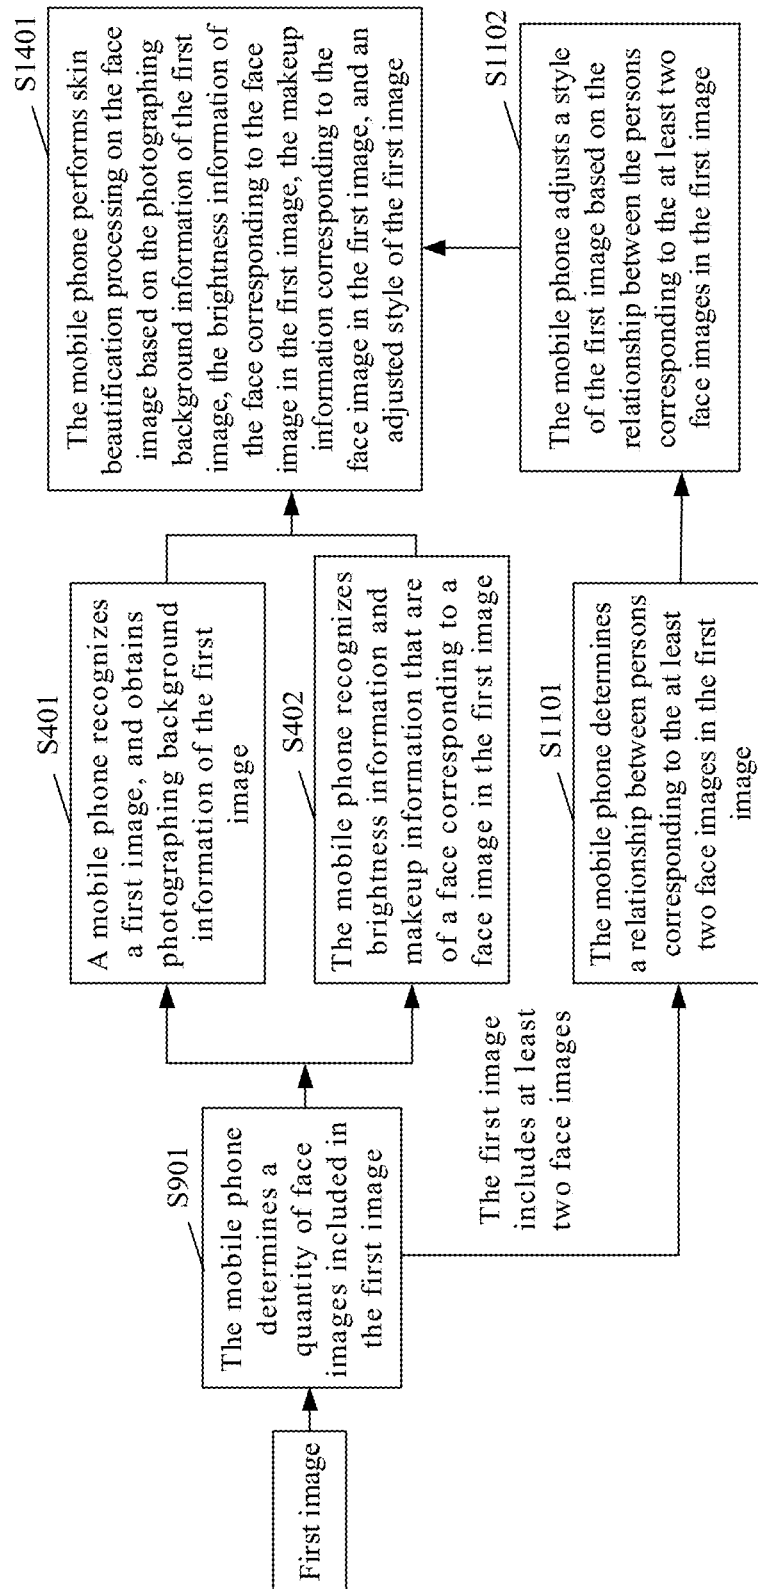 First image
S901
The mobile phone
determines a
quantity of face
images included in
the first image
S401
A mobile phone recognizes
a first image, and obtains
photographing background
information of the first
image
S402
The mobile phone recognizes
brightness information and
makeup information that are
of a face corresponding to a
face image in the first image
The first image
includes at least
two face images
S1101
The mobile phone determines
a relationship between persons
corresponding to the at least
two face images in the first
image
S1401
The mobile phone performs skin
beautification processing on the face
image based on the photographing
background information of the first
image, the brightness information of
the face corresponding to the face
image in the first image, the makeup
information corresponding to the
face image in the first image, and an
adjusted style of the first image
S1102
The mobile phone adjusts a style
of the first image based on the
relationship between the persons
corresponding to the at least two
face images in the first image